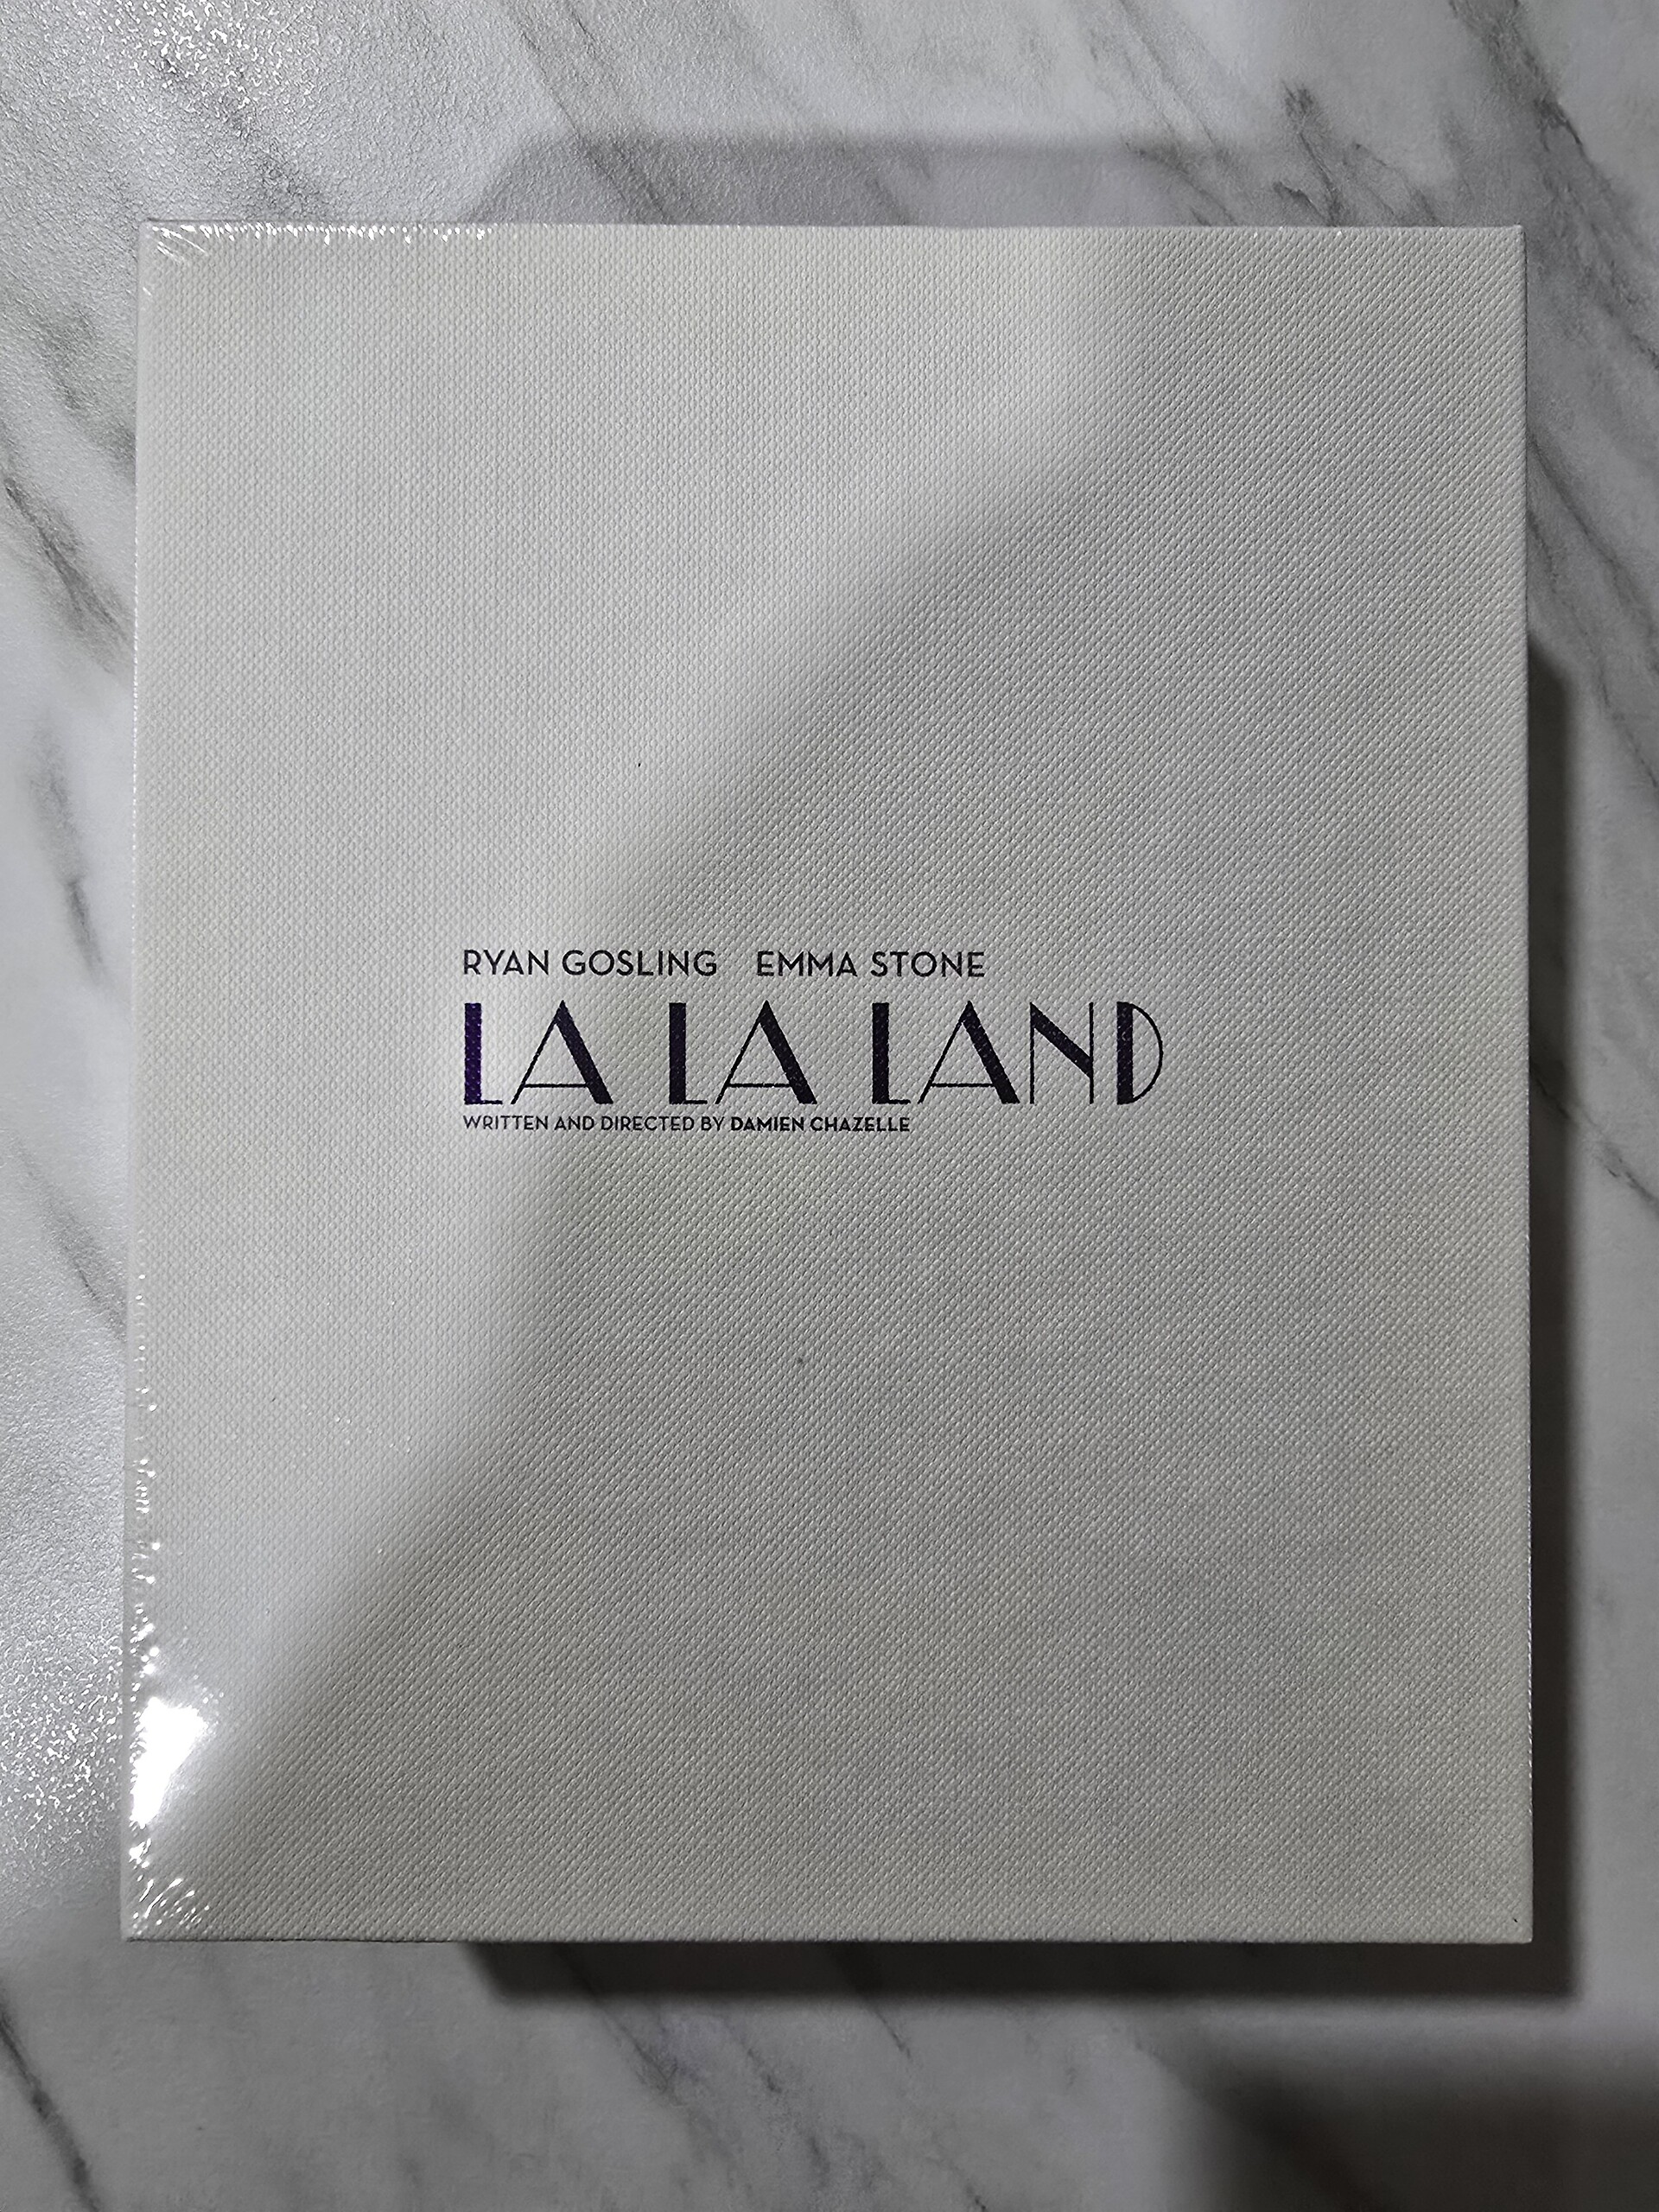 RYAN GOSLING EMMA STONE
LA LA LAND
WRITTEN AND DIRECTED BY DAMIEN CHAZELLE